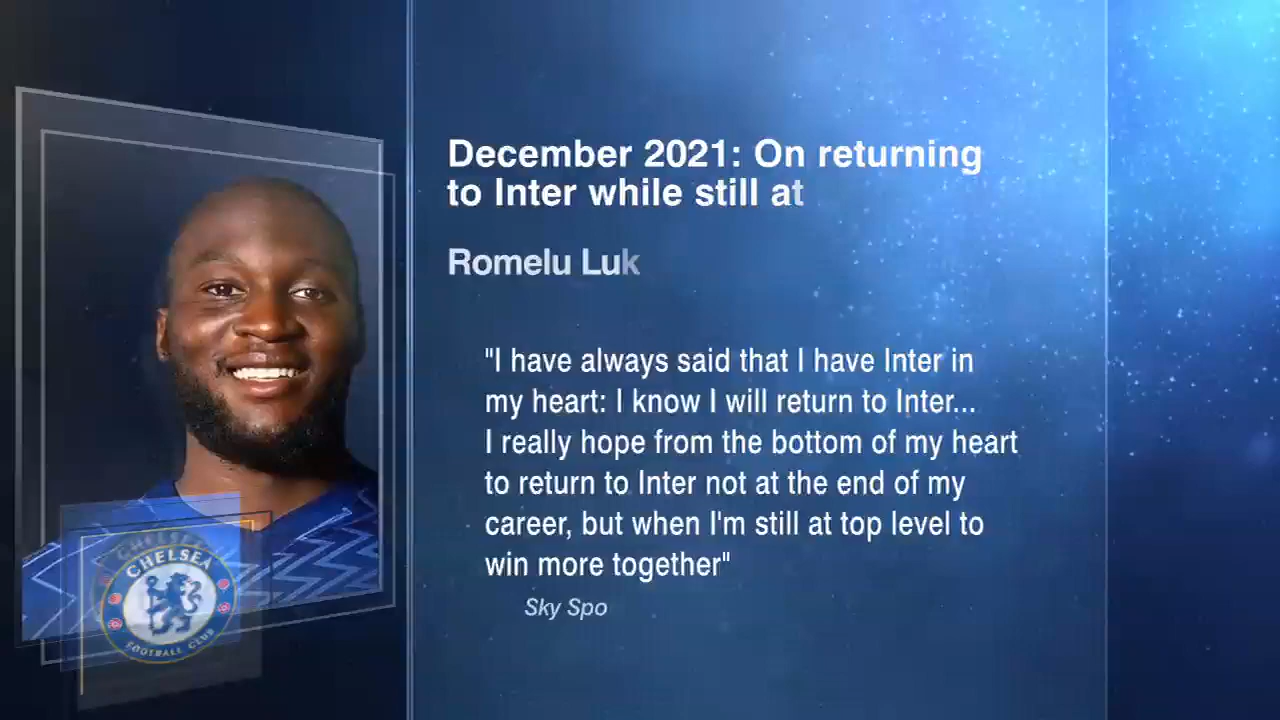 December 2021: On returning
to Inter while still at
Romelu Luk
"I have always said that I have Inter in
my heart: I know I will return to Inter...
I really hope from the bottom of my heart
to return to Inter not at the end of my
career, but when I'm still at top level to
win more together"
Sky Spo
CHELSEA
FOOTBALL CLUB